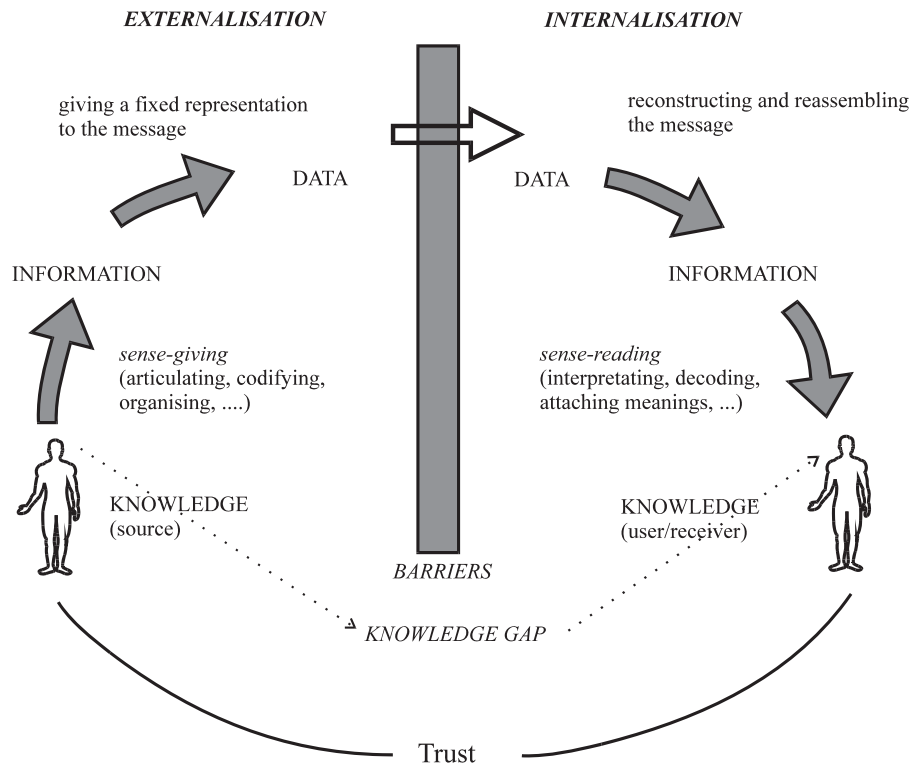 EXTERNALISATION
INTERNALISATION
giving a fixed representation
to the message
reconstructing and reassembling
the message
DATA
DATA
INFORMATION
INFORMATION
sense-giving
(articulating, codifying,
organising, ....)
sense-reading
(interpretating, decoding,
attaching meanings, ...)
KNOWLEDGE
(source)
KNOWLEDGE
(user/receiver)
BARRIERS
KNOWLEDGE GAP
Trust